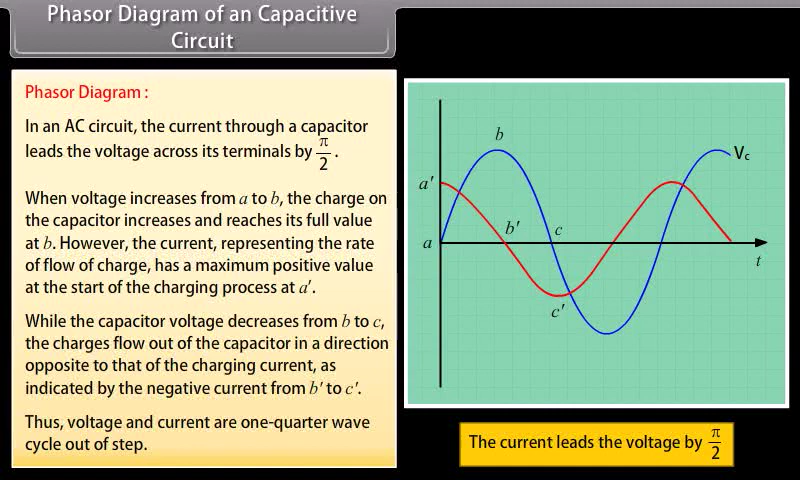 Phasor Diagram of an Capacitive
Circuit
Phasor Diagram :
In an AC circuit, the current through a capacitor
leads the voltage across its terminals by π/2 .
When voltage increases from a to b, the charge on
the capacitor increases and reaches its full value
at b. However, the current, representing the rate
of flow of charge, has a maximum positive value
at the start of the charging process at a'.
While the capacitor voltage decreases from b to c,
the charges flow out of the capacitor in a direction
opposite to that of the charging current, as
indicated by the negative current from b' to c'.
Thus, voltage and current are one-quarter wave
cycle out of step.
b
Vc
a'
b'
c
a
t
c'
The current leads the voltage by π/2